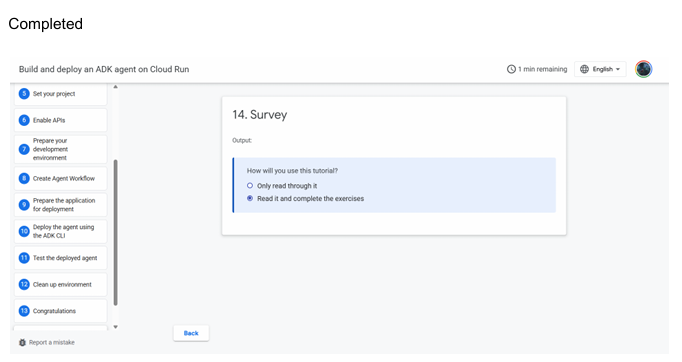 Completed
Build and deploy an ADK agent on Cloud Run
1 min remaining
English
5 Set your project
6 Enable APIs
7 Prepare your
development
environment
8 Create Agent Workflow
9 Prepare the application
for deployment
10 Deploy the agent using
the ADK CLI
11 Test the deployed agent
12 Clean up environment
13 Congratulations
Report a mistake
14. Survey
Output:
How will you use this tutorial?
Only read through it
Read it and complete the exercises
Back